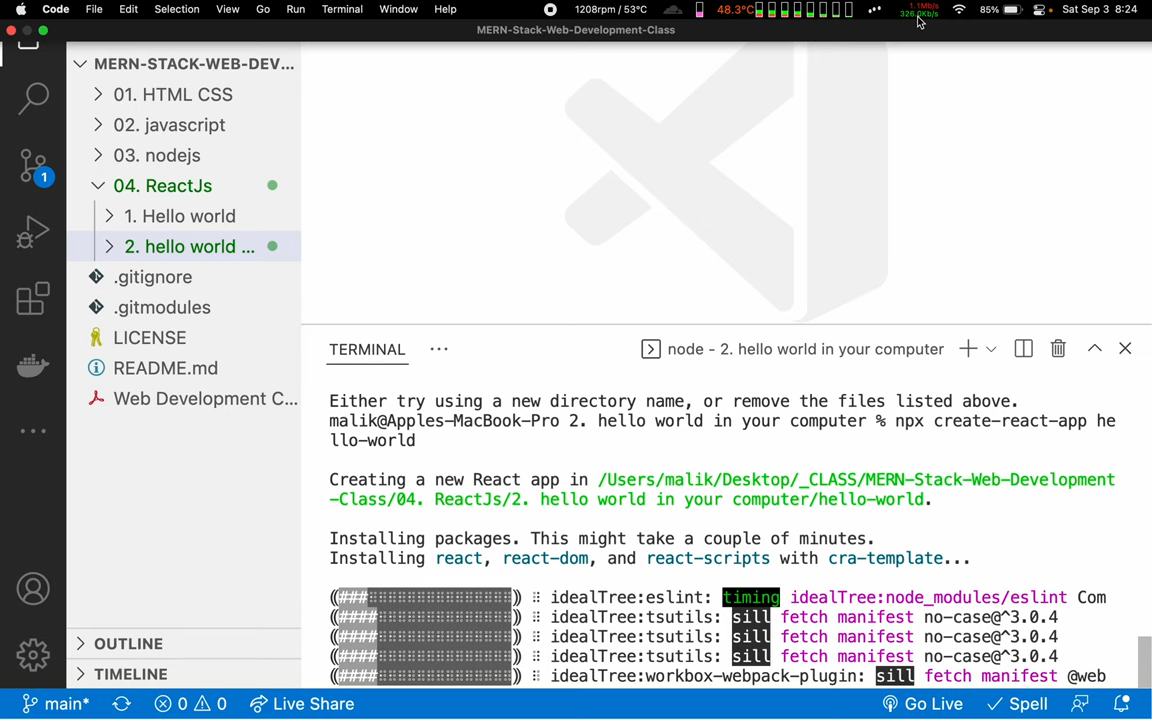 Code File Edit Selection View Go Run Terminal Window Help 1208rpm / 53°C 48.3°C 1.1Mb/s 326.0Kb/s 85% Sat Sep 3 8:24
MERN-Stack-Web-Development-Class
MERN-STACK-WEB-DEV...
01. HTML CSS
02. javascript
03. nodejs
04. ReactJs
1. Hello world
2. hello world ...
.gitignore
.gitmodules
LICENSE
README.md
Web Development C...
OUTLINE
TIMELINE
1
TERMINAL ... node - 2. hello world in your computer
Either try using a new directory name, or remove the files listed above.
malik@Apples-MacBook-Pro 2. hello world in your computer % npx create-react-app he
llo-world
Creating a new React app in /Users/malik/Desktop/_CLASS/MERN-Stack-Web-Development
-Class/04. ReactJs/2. hello world in your computer/hello-world.
Installing packages. This might take a couple of minutes.
Installing react, react-dom, and react-scripts with cra-template...
((###⠂⠂⠂⠂⠂⠂⠂⠂⠂⠂⠂⠂⠂⠂⠂) ⠸ idealTree:eslint: timing idealTree:node_modules/eslint Com
((####⠂⠂⠂⠂⠂⠂⠂⠂⠂⠂⠂⠂⠂⠂) ⠸ idealTree:tsutils: sill fetch manifest no-case@^3.0.4
((####⠂⠂⠂⠂⠂⠂⠂⠂⠂⠂⠂⠂⠂⠂) ⠸ idealTree:tsutils: sill fetch manifest no-case@^3.0.4
((####⠂⠂⠂⠂⠂⠂⠂⠂⠂⠂⠂⠂⠂⠂) ⠸ idealTree:tsutils: sill fetch manifest no-case@^3.0.4
((####⠂⠂⠂⠂⠂⠂⠂⠂⠂⠂⠂⠂⠂⠂) ⠸ idealTree:workbox-webpack-plugin: sill fetch manifest @web
main* 0 0 Live Share Go Live Spell